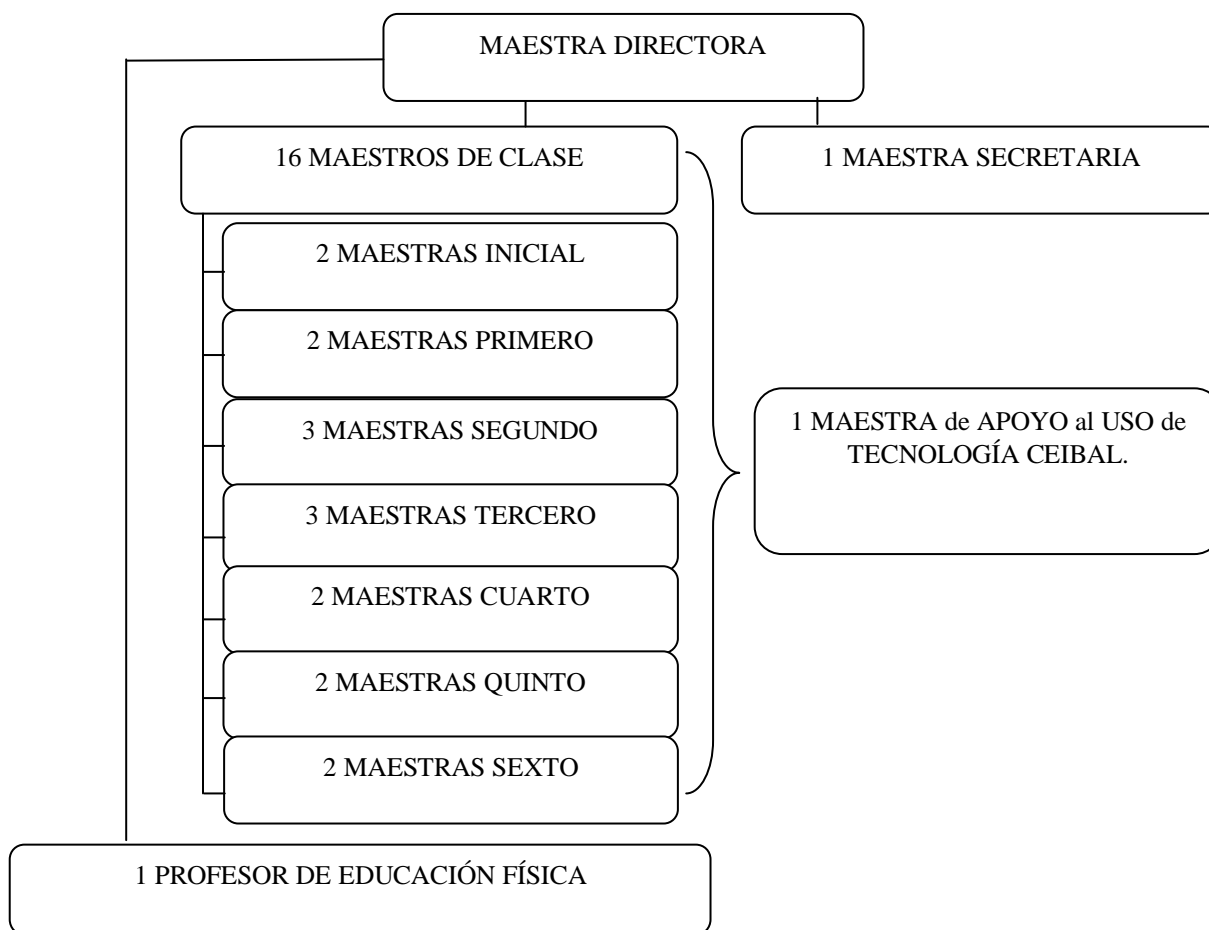 MAESTRA DIRECTORA
16 MAESTROS DE CLASE
1 MAESTRA SECRETARIA
2 MAESTRAS INICIAL
2 MAESTRAS PRIMERO
3 MAESTRAS SEGUNDO
1 MAESTRA de APOYO al USO de
TECNOLOGÍA CEIBAL.
3 MAESTRAS TERCERO
2 MAESTRAS CUARTO
2 MAESTRAS QUINTO
2 MAESTRAS SEXTO
1 PROFESOR DE EDUCACIÓN FÍSICA